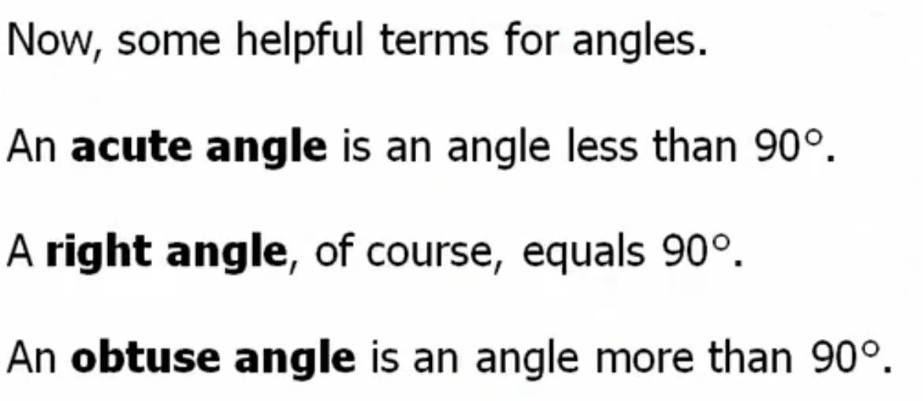 Now, some helpful terms for angles.
An acute angle is an angle less than 90°.
A right angle, of course, equals 90°.
An obtuse angle is an angle more than 90°.